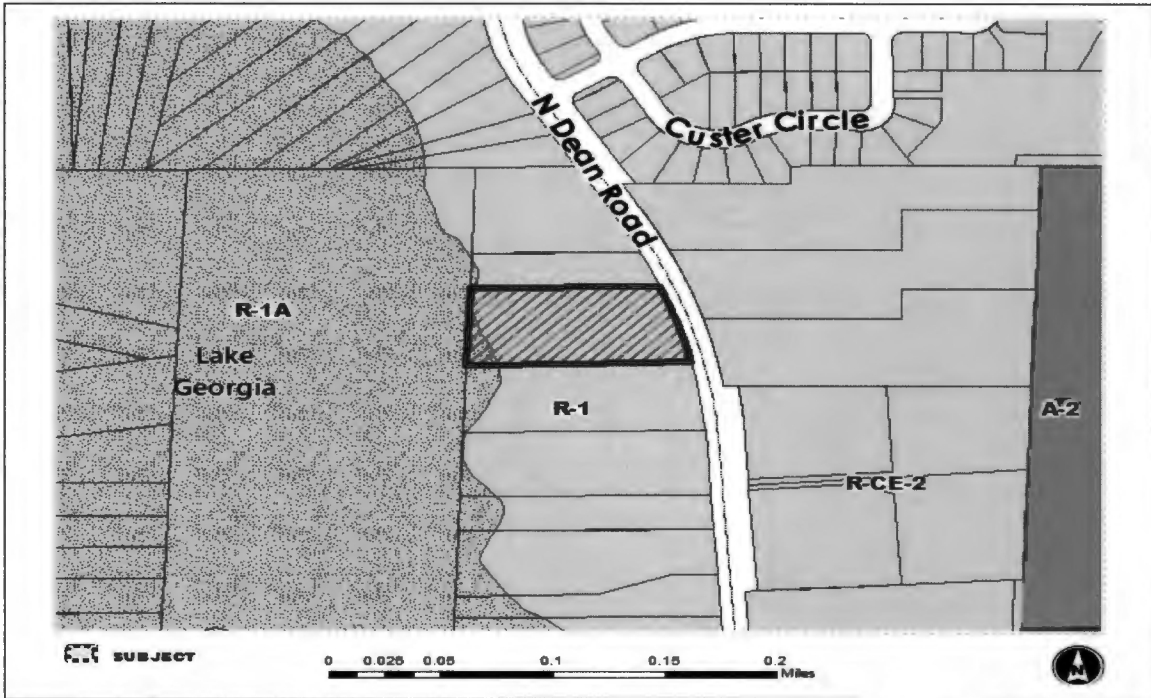 Custer Circle
N Dean Road
R-1A
Lake
Georgia
R-1
A-2
R-CE-2
SUBJECT
0 0.025 0.05 0.1 0.15 0.2
Miles
N